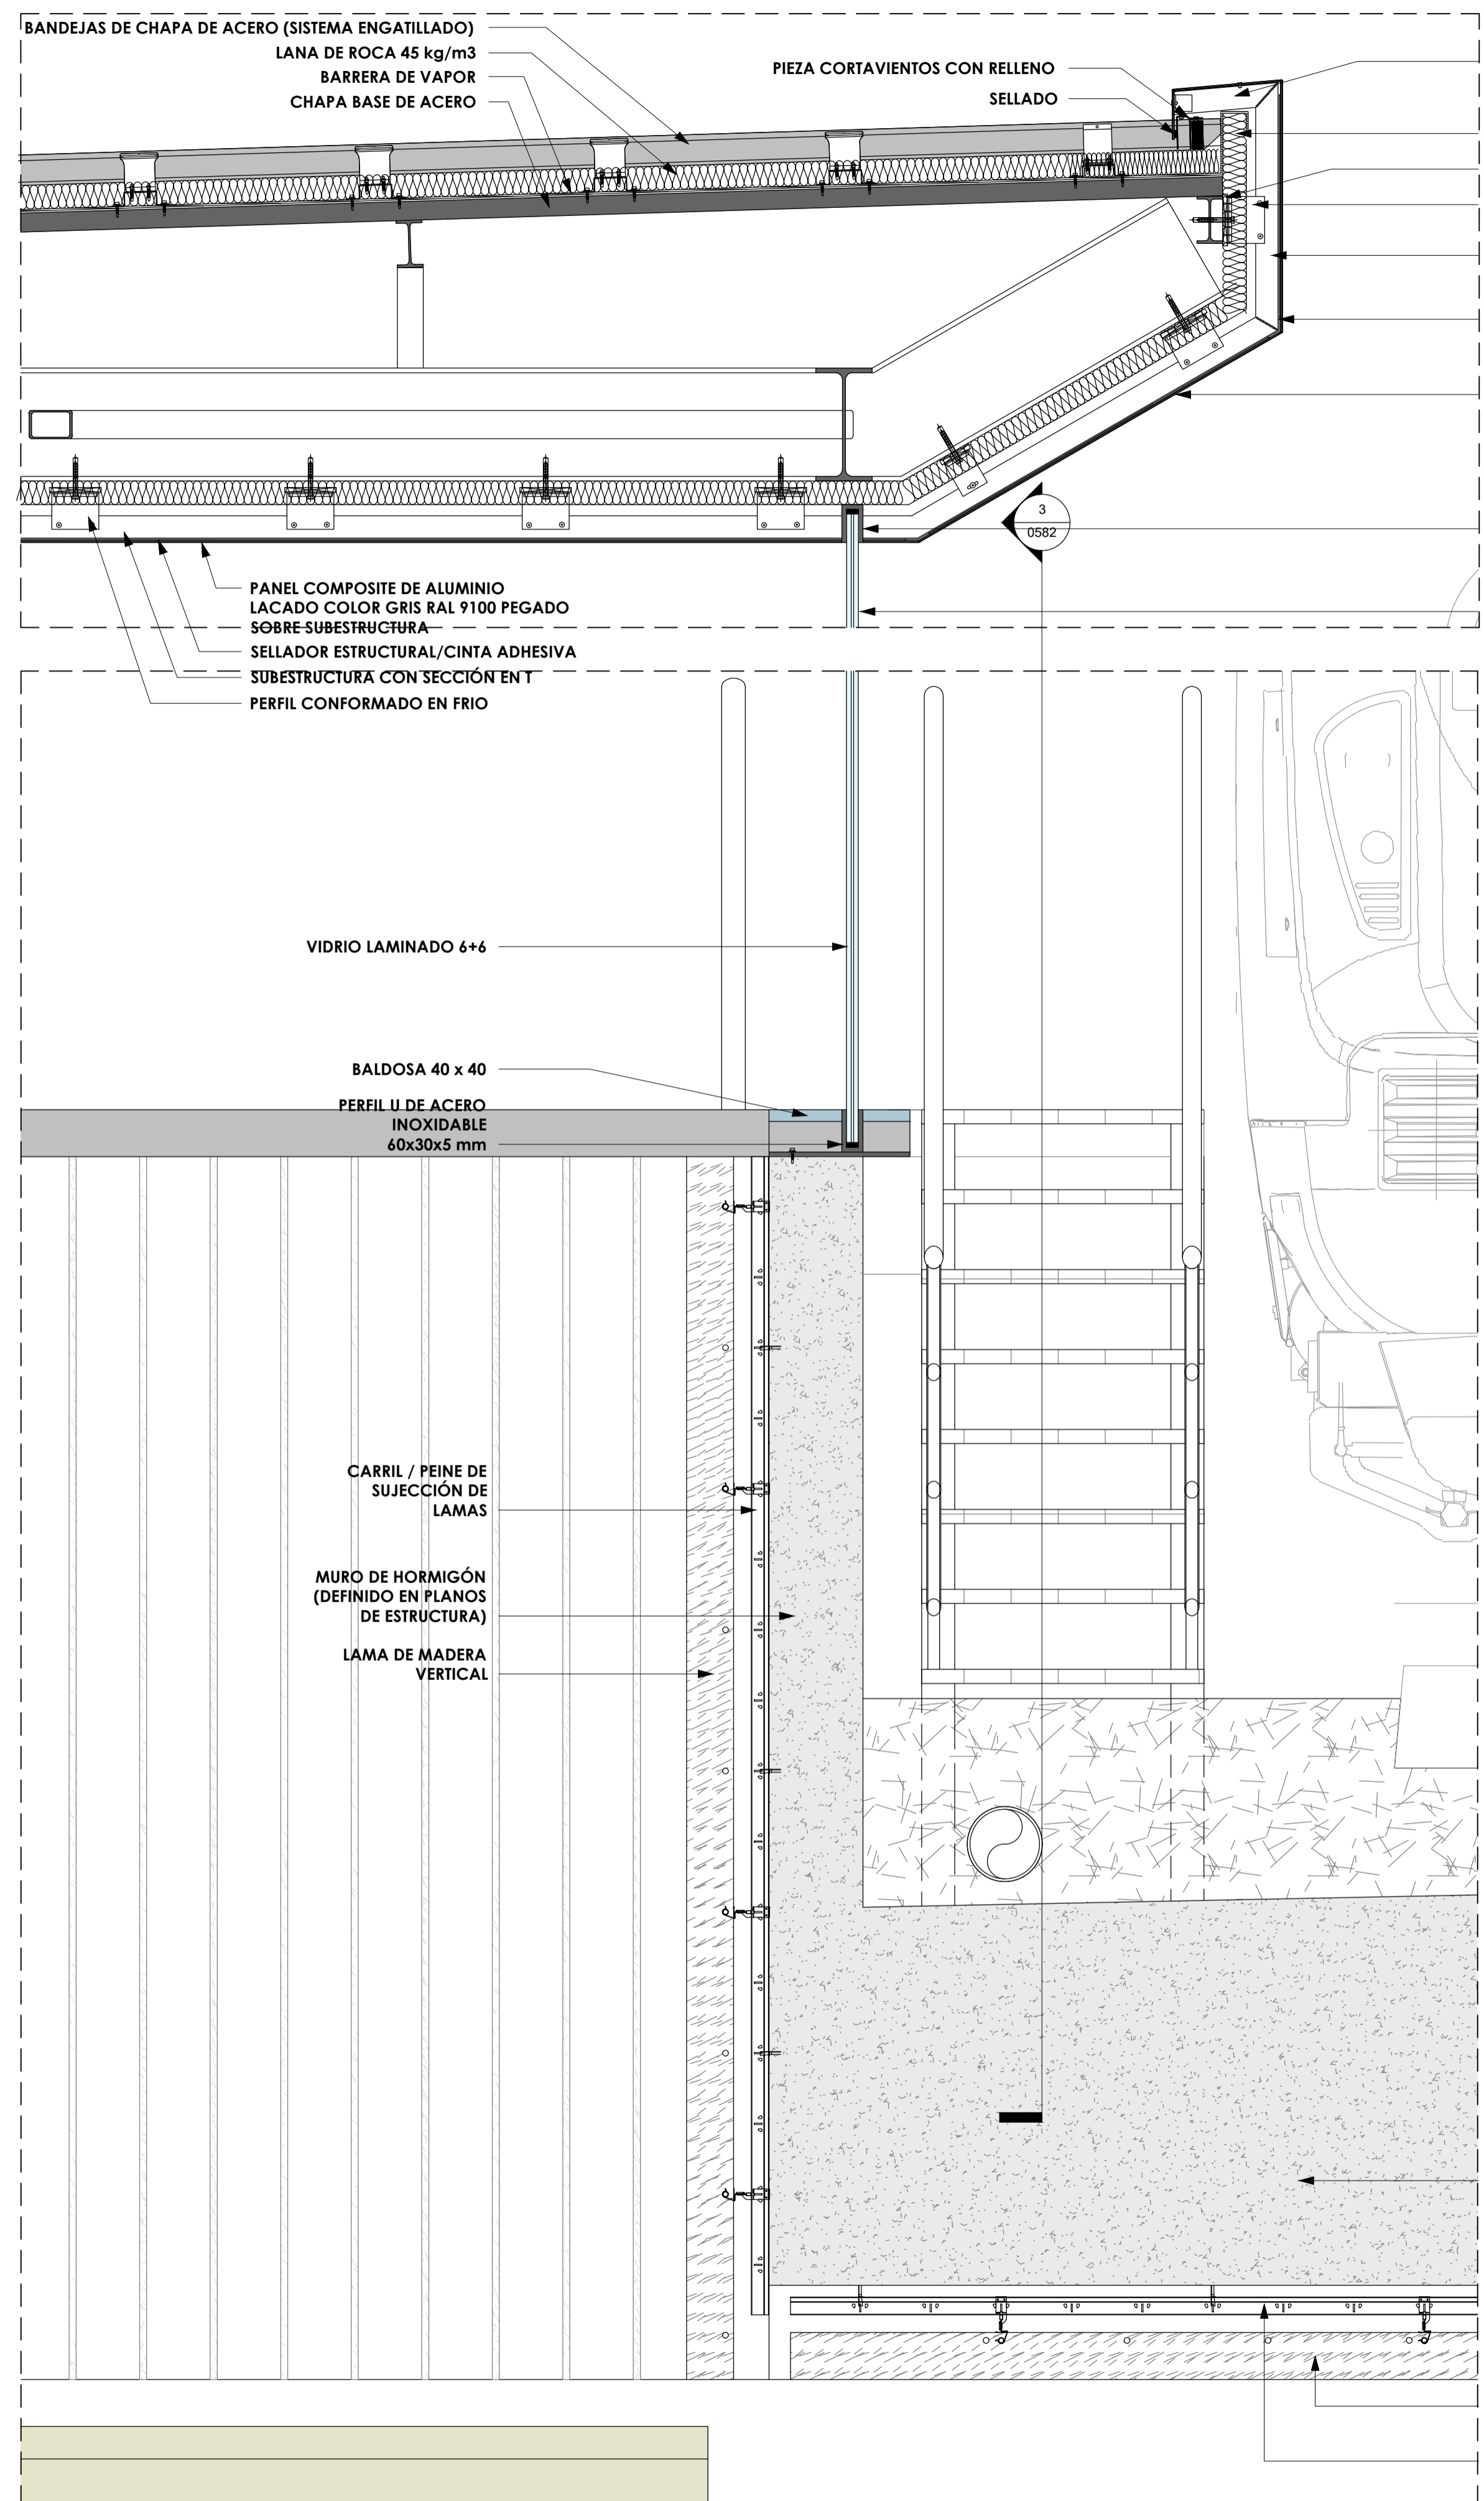 BANDEJAS DE CHAPA DE ACERO (SISTEMA ENGATILLADO)
LANA DE ROCA 45 kg/m3
BARRERA DE VAPOR
CHAPA BASE DE ACERO
PIEZA CORTAVIENTOS CON RELLENO
SELLADO
3
0582
PANEL COMPOSITE DE ALUMINIO
LACADO COLOR GRIS RAL 9100 PEGADO
SOBRE SUBESTRUCTURA
SELLADOR ESTRUCTURAL/CINTA ADHESIVA
SUBESTRUCTURA CON SECCIÓN EN T
PERFIL CONFORMADO EN FRIO
VIDRIO LAMINADO 6+6
BALDOSA 40 x 40
PERFIL U DE ACERO
INOXIDABLE
60x30x5 mm
CARRIL / PEINE DE
SUJECCIÓN DE
LAMAS
MURO DE HORMIGÓN
(DEFINIDO EN PLANOS
DE ESTRUCTURA)
LAMA DE MADERA
VERTICAL